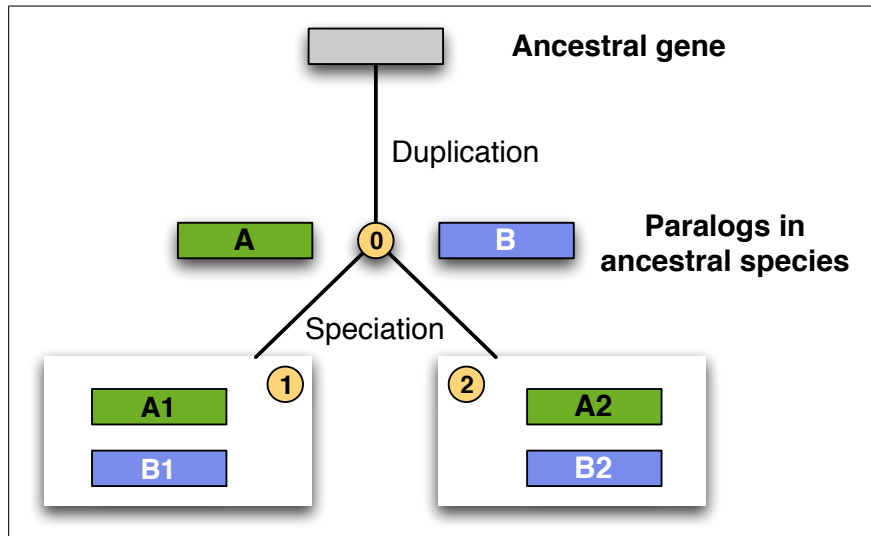 Ancestral gene
Duplication
A
0
B
Paralogs in
ancestral species
Speciation
1
2
A1
A2
B1
B2